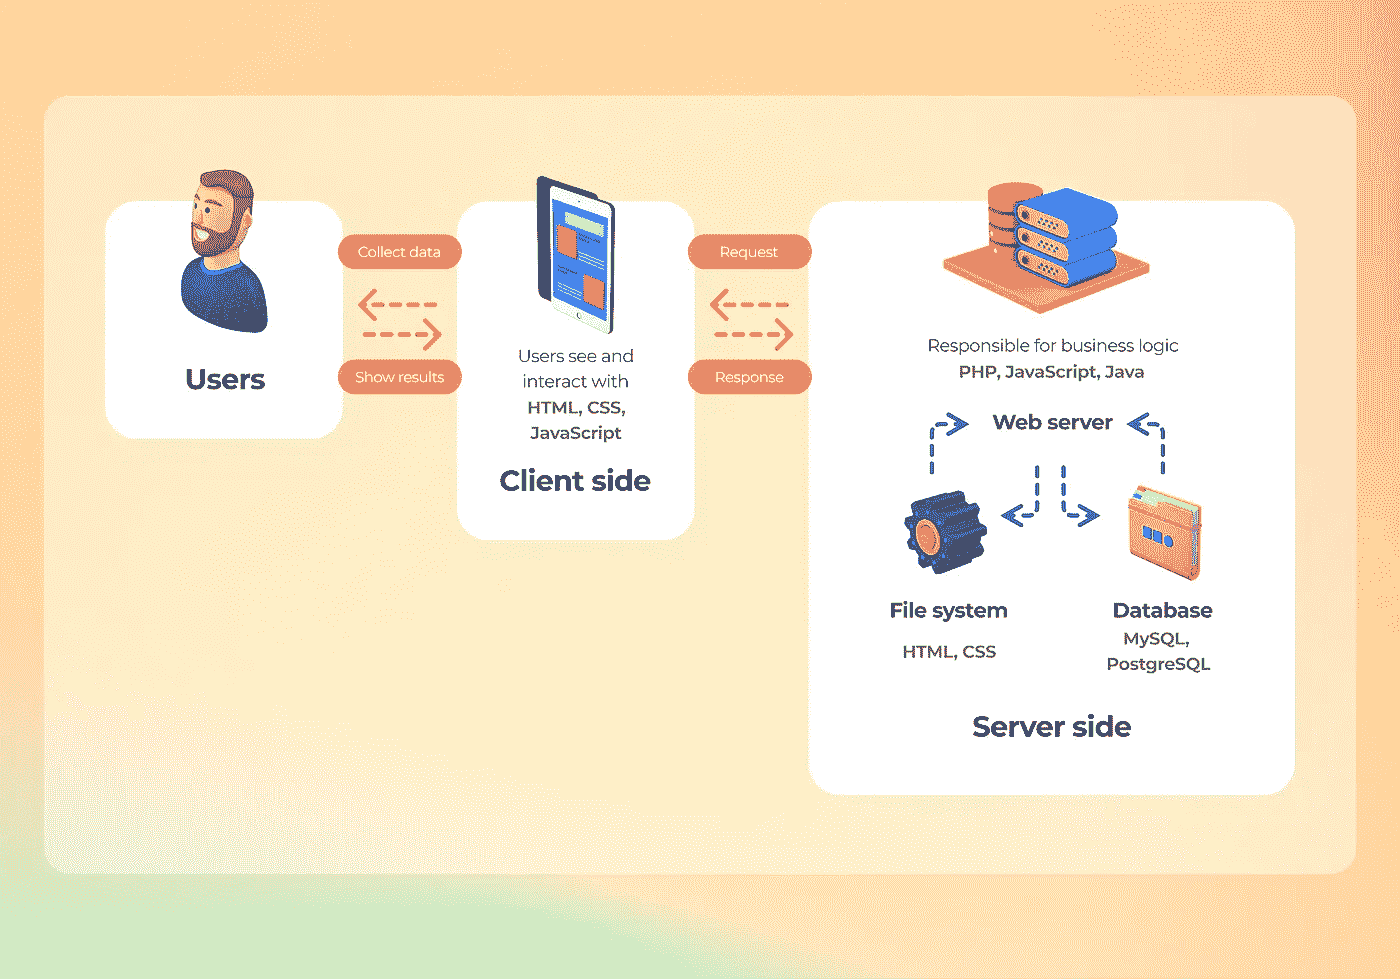 Users
Collect data
Show results
Users see and
interact with
HTML, CSS,
JavaScript
Client side
Request
Response
Responsible for business logic
PHP, JavaScript, Java
Web server
File system
HTML, CSS
Database
MySQL,
PostgreSQL
Server side